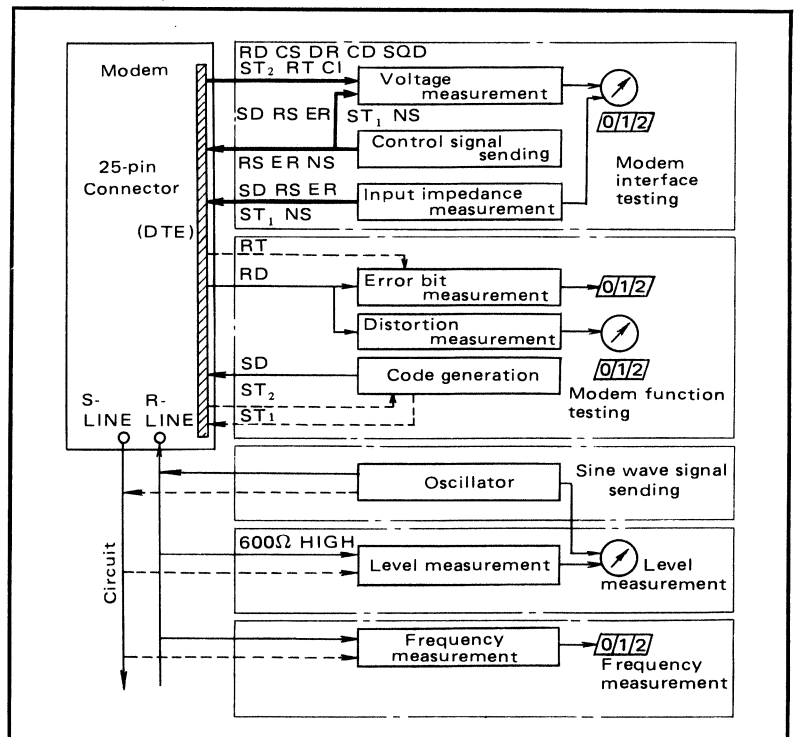 Modem
25-pin
Connector
(DTE)
S-
LINE
R-
LINE
Circuit
RD CS DR CD SQD
ST₂ RT CI
Voltage
measurement
SD RS ER
ST₁ NS
Control signal
sending
RS ER NS
SD RS ER
ST₁ NS
Input impedance
measurement
0/1/2
Modem
interface
testing
RT
RD
Error bit
measurement
0/1/2
Distortion
measurement
0/1/2
SD
Code generation
ST₂
ST₁
Modem function
testing
Oscillator
Sine wave signal
sending
600Ω HIGH
Level measurement
Level
measurement
Frequency
measurement
0/1/2
Frequency
measurement